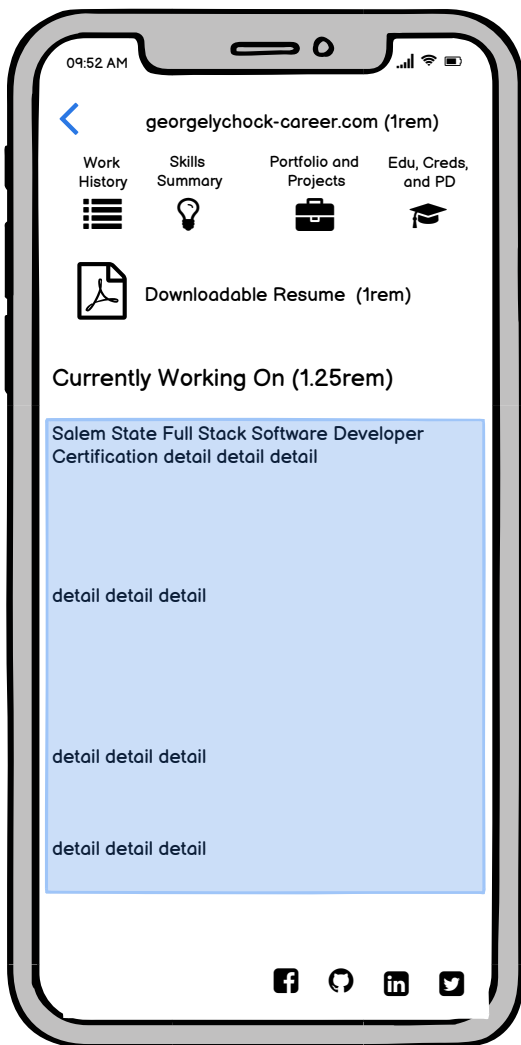 09:52 AM
georgelychock-career.com (1rem)
Work
History
Skills
Summary
Portfolio and
Projects
Edu, Creds,
and PD
Downloadable Resume (1rem)
Currently Working On (1.25rem)
Salem State Full Stack Software Developer
Certification detail detail detail
detail detail detail
detail detail detail
detail detail detail